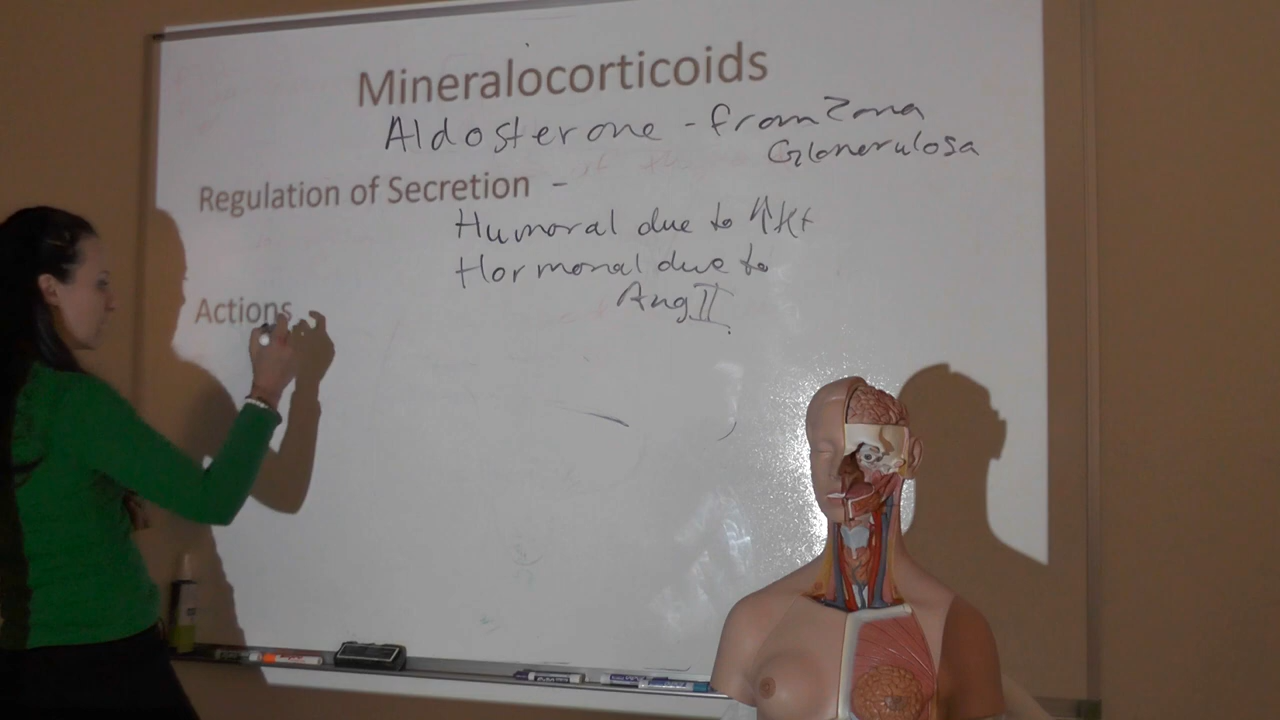 Mineralocorticoids
Aldosterone - from Zona
Glomerulosa
Regulation of Secretion -
Humoral due to ↑K+
Hormonal due to
Ang II
Actions